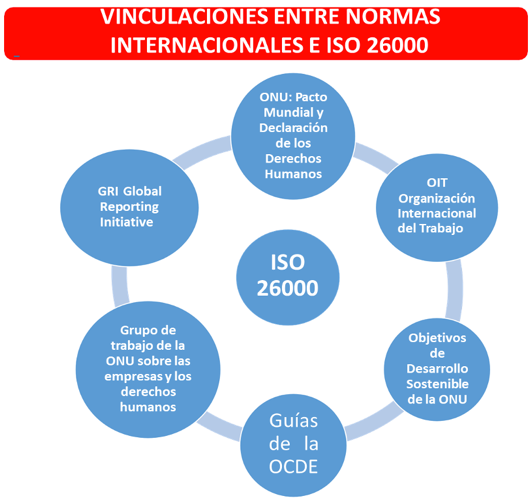 VINCULACIONES ENTRE NORMAS
INTERNACIONALES E ISO 26000
ONU: Pacto
Mundial y
Declaración
de los
Derechos
Humanos
OIT
Organización
Internacional
del Trabajo
Objetivos
de
Desarrollo
Sostenible
de la ONU
Guías
de la
OCDE
Grupo de
trabajo de la
ONU sobre las
empresas y los
derechos
humanos
GRI Global
Reporting
Initiative
ISO
26000